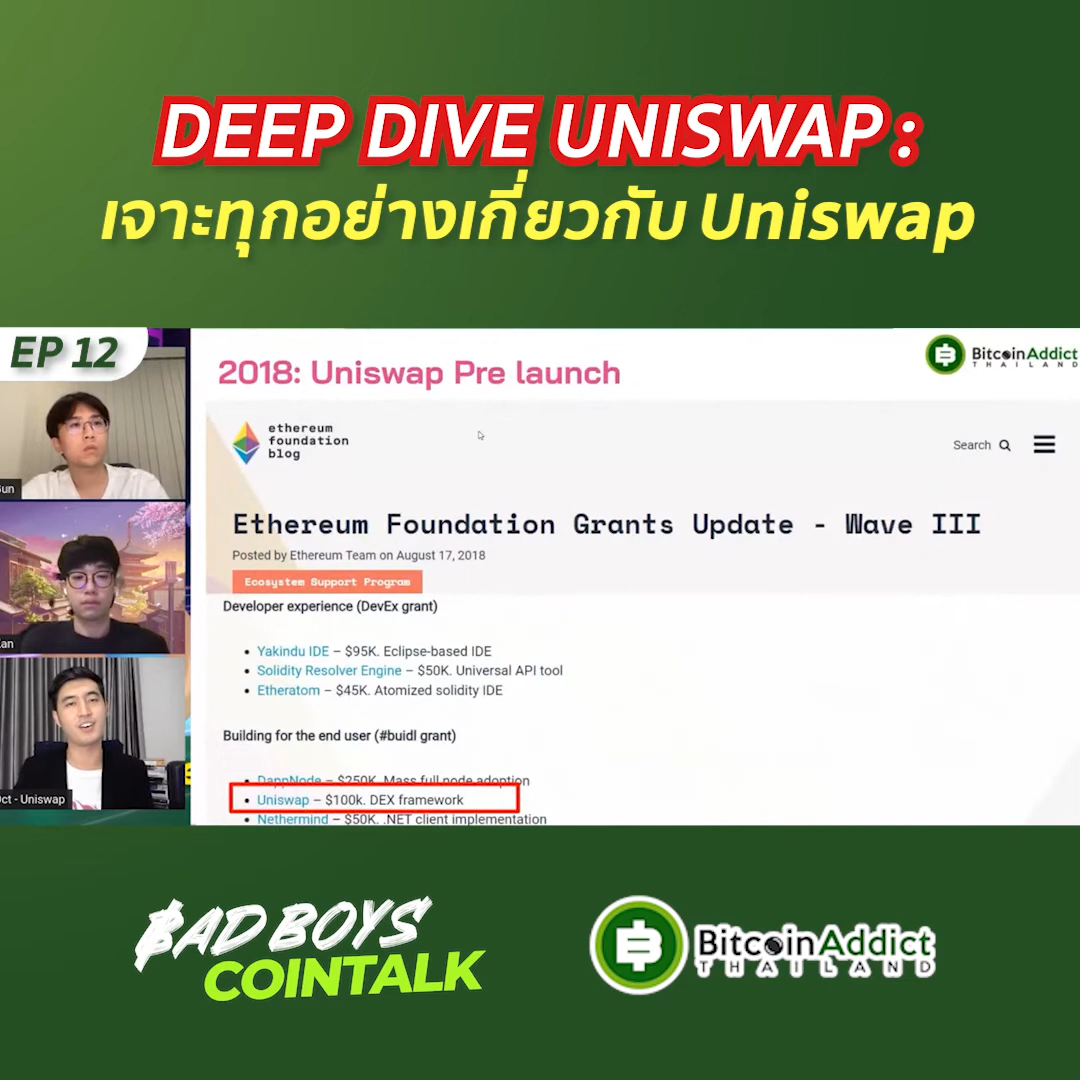 DEEP DIVE UNISWAP :
เจาะทุกอย่างเกี่ยวกับ Uniswap
EP 12
2018: Uniswap Pre launch
BitcoinAddict
THAILAND
ethereum
foundation
blog
Search
Ethereum Foundation Grants Update - Wave III
Posted by Ethereum Team on August 17, 2018
Ecosystem Support Program
Developer experience (DevEx grant)
• Yakindu IDE – $95K. Eclipse-based IDE
• Solidity Resolver Engine – $50K. Universal API tool
• Etheratom – $45K. Atomized solidity IDE
Building for the end user (#buidl grant)
• DappNode – $250K. Mass full node adoption
• Uniswap – $100k. DEX framework
• Nethermind – $50K. .NET client implementation
- Uniswap
BAD BOYS
COINTALK
BitcoinAddict
THAILAND